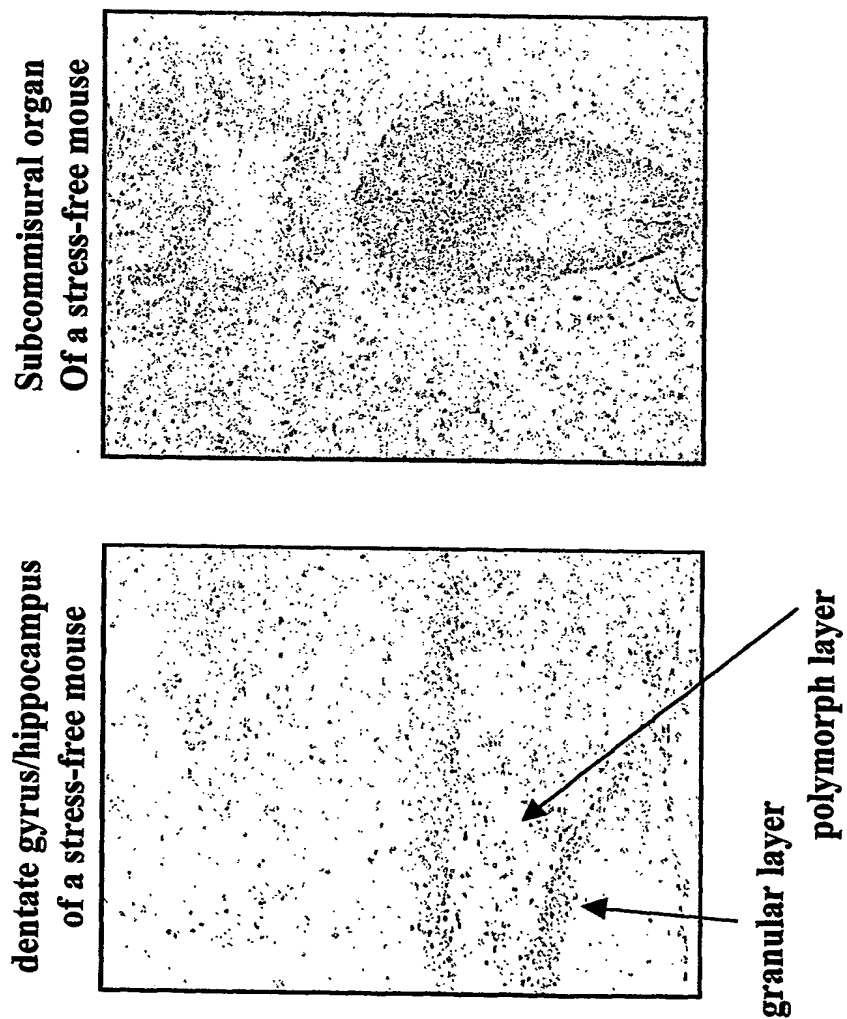 dentate gyrus/hippocampus
of a stress-free mouse
Subcommisural organ
Of a stress-free mouse
granular layer
polymorph layer